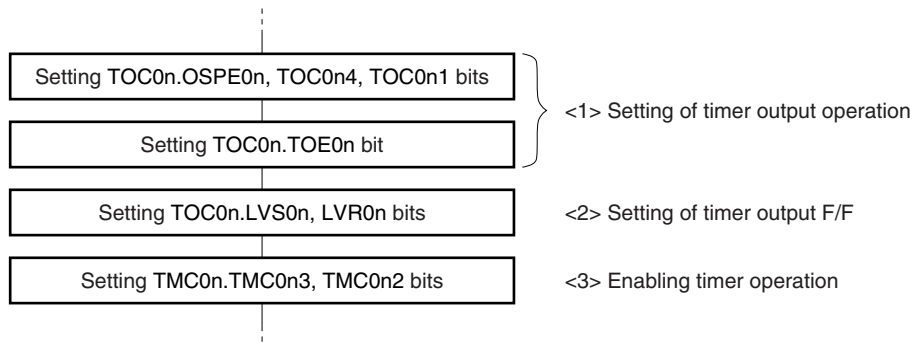 Setting TOC0n.OSPE0n, TOC0n4, TOC0n1 bits
<1> Setting of timer output operation
Setting TOC0n.TOE0n bit
Setting TOC0n.LVS0n, LVR0n bits
<2> Setting of timer output F/F
Setting TMC0n.TMC0n3, TMC0n2 bits
<3> Enabling timer operation